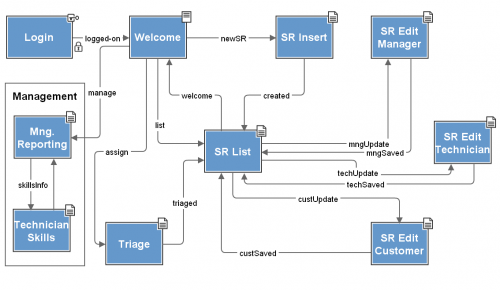 Login
logged-on
Welcome
newSR
SR Insert
SR Edit
Manager
Management
manage
welcome
created
Mng.
Reporting
assign
list
SR List
mngUpdate
mngSaved
SR Edit
Technician
skillsInfo
techUpdate
techSaved
triaged
custUpdate
Technician
Skills
Triage
custSaved
SR Edit
Customer